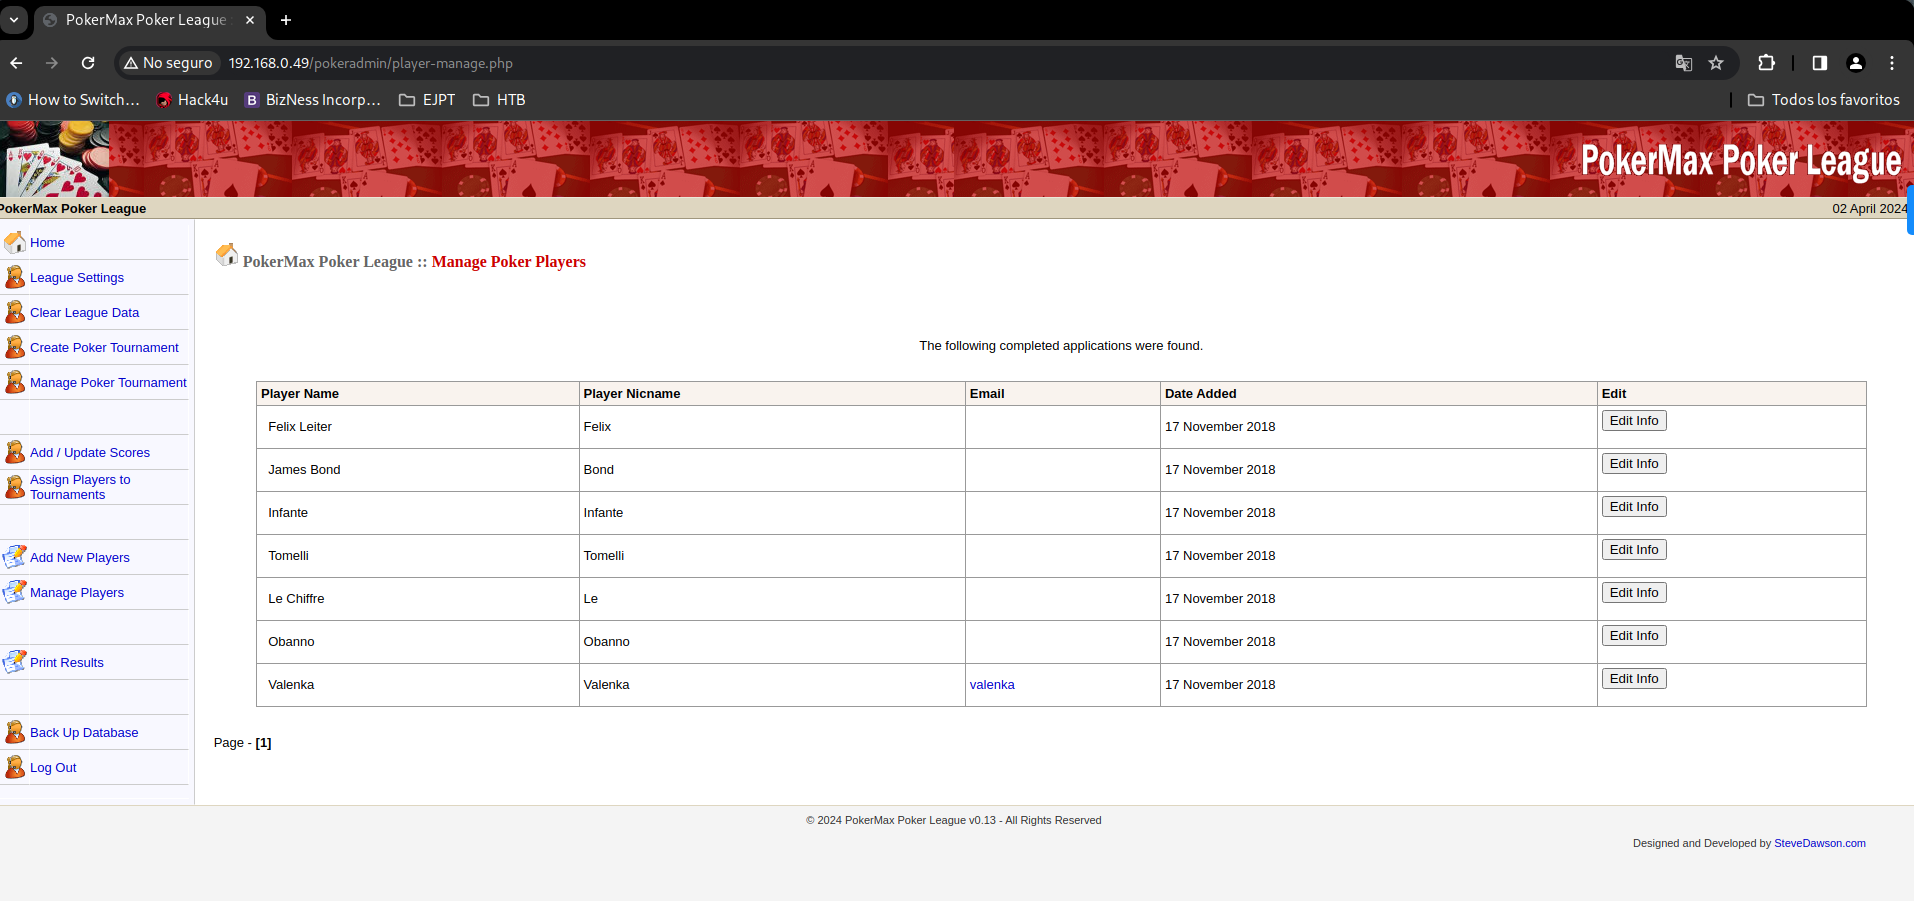 PokerMax Poker League
No seguro 192.168.0.49/pokeradmin/player-manage.php
How to Switch… Hack4u B BizNess Incorp… EJPT HTB Todos los favoritos
PokerMax Poker League
PokerMax Poker League 02 April 2024
Home
League Settings
Clear League Data
Create Poker Tournament
Manage Poker Tournament
Add / Update Scores
Assign Players to
Tournaments
Add New Players
Manage Players
Print Results
Back Up Database
Log Out
PokerMax Poker League :: Manage Poker Players
The following completed applications were found.
Player Name Player Nicname Email Date Added Edit
Felix Leiter Felix 17 November 2018 Edit Info
James Bond Bond 17 November 2018 Edit Info
Infante Infante 17 November 2018 Edit Info
Tomelli Tomelli 17 November 2018 Edit Info
Le Chiffre Le 17 November 2018 Edit Info
Obanno Obanno 17 November 2018 Edit Info
Valenka Valenka valenka 17 November 2018 Edit Info
Page - [1]
© 2024 PokerMax Poker League v0.13 - All Rights Reserved
Designed and Developed by SteveDawson.com